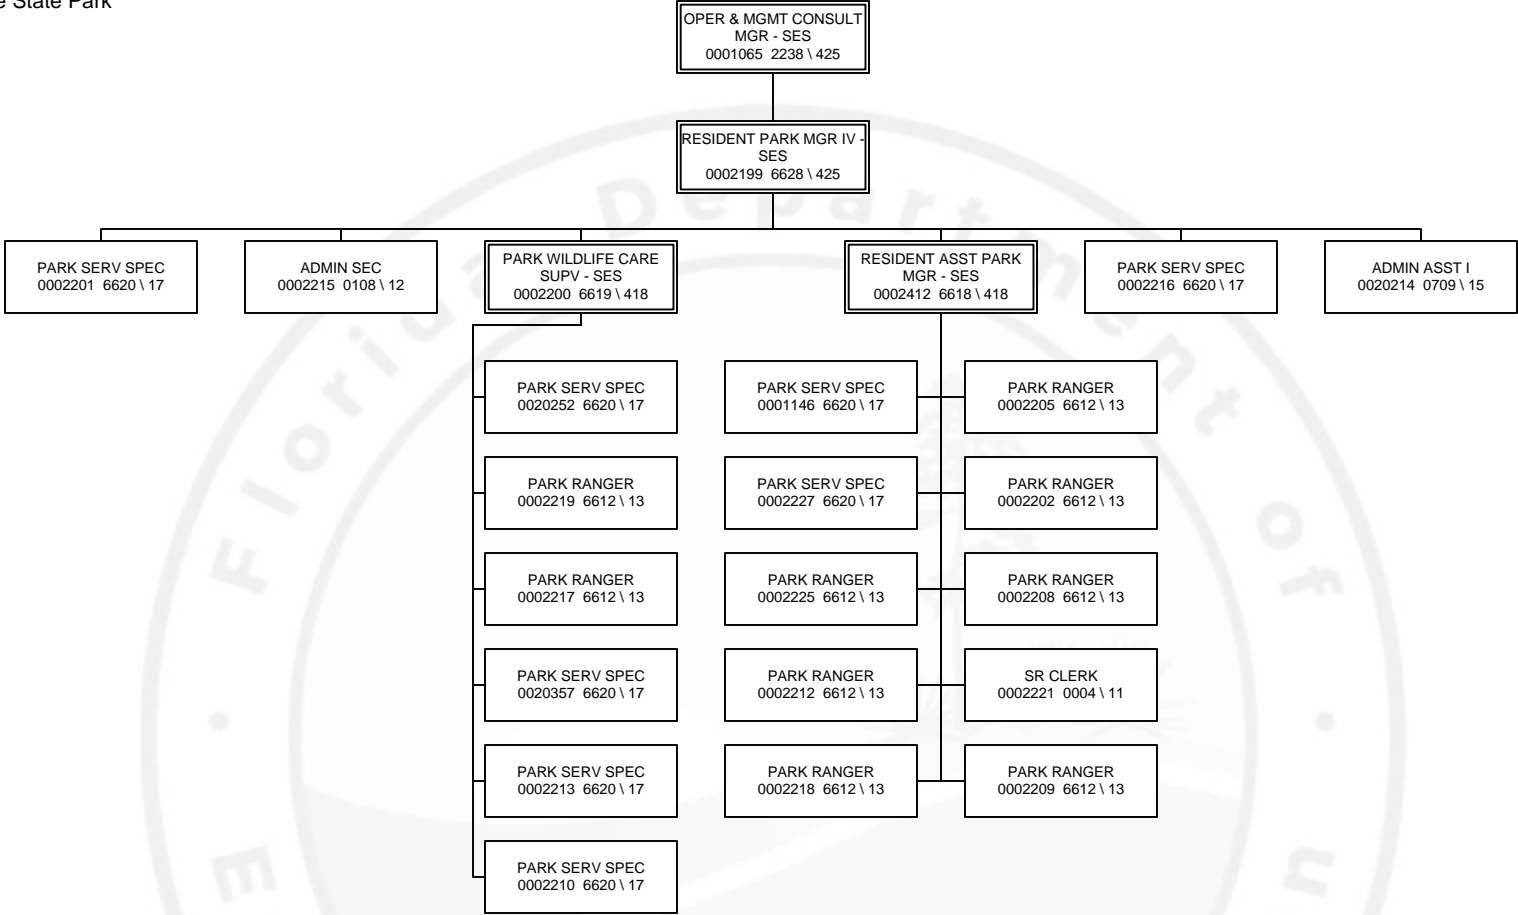 State Park
OPER & MGMT CONSULT
MGR - SES
0001065 2238 \ 425
RESIDENT PARK MGR IV -
SES
0002199 6628 \ 425
PARK SERV SPEC
0002201 6620 \ 17
ADMIN SEC
0002215 0108 \ 12
PARK WILDLIFE CARE
SUPV - SES
0002200 6619 \ 418
RESIDENT ASST PARK
MGR - SES
0002412 6618 \ 418
PARK SERV SPEC
0002216 6620 \ 17
ADMIN ASST I
0020214 0709 \ 15
PARK SERV SPEC
0020252 6620 \ 17
PARK RANGER
0002219 6612 \ 13
PARK RANGER
0002217 6612 \ 13
PARK SERV SPEC
0020357 6620 \ 17
PARK SERV SPEC
0002213 6620 \ 17
PARK SERV SPEC
0002210 6620 \ 17
PARK SERV SPEC
0001146 6620 \ 17
PARK SERV SPEC
0002227 6620 \ 17
PARK RANGER
0002225 6612 \ 13
PARK RANGER
0002212 6612 \ 13
PARK RANGER
0002218 6612 \ 13
PARK RANGER
0002205 6612 \ 13
PARK RANGER
0002202 6612 \ 13
PARK RANGER
0002208 6612 \ 13
SR CLERK
0002221 0004 \ 11
PARK RANGER
0002209 6612 \ 13
Florida Department of